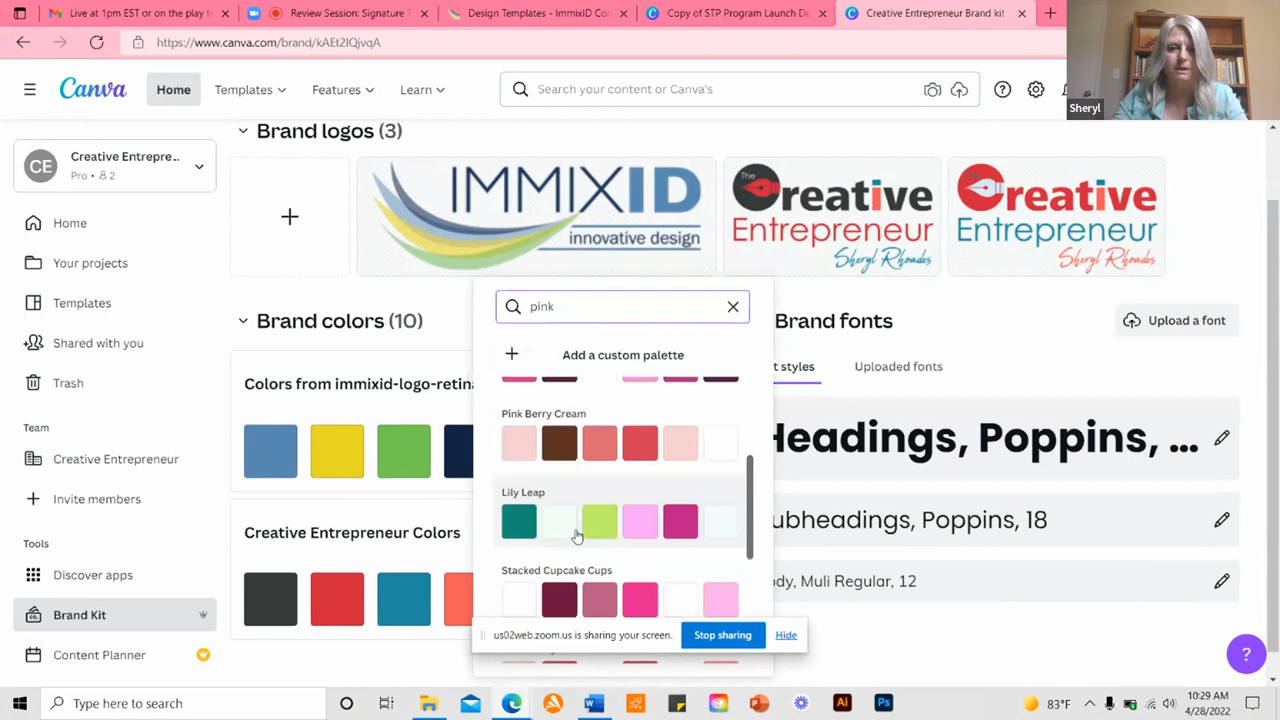 Live at 1pm EST or on the play to
Review Session: Signature T
Design Templates - ImmixID Con
Copy of STP Program Launch De
Creative Entrepreneur Brand kit
https://www.canva.com/brand/kAEt2IQjvqA
Canva
Home
Templates
Features
Learn
Search your content or Canva's
Sheryl
CE
Creative Entrepre...
Pro • 2
Home
Your projects
Templates
Shared with you
Trash
Team
Creative Entrepreneur
Invite members
Tools
Discover apps
Brand Kit
Content Planner
Brand logos (3)
IMMIXID
innovative design
The
Creative
Entrepreneur
Sheryl Rhoades
The
Creative
Entrepreneur
Sheryl Rhoades
Brand colors (10)
Colors from immixid-logo-retina
Creative Entrepreneur Colors
pink
Add a custom palette
Pink Berry Cream
Lily Leap
Stacked Cupcake Cups
us02web.zoom.us is sharing your screen.
Stop sharing
Hide
Brand fonts
Upload a font
t styles
Uploaded fonts
Headings, Poppins, ...
ubheadings, Poppins, 18
ody, Muli Regular, 12
?
Type here to search
83°F
10:29 AM
4/28/2022